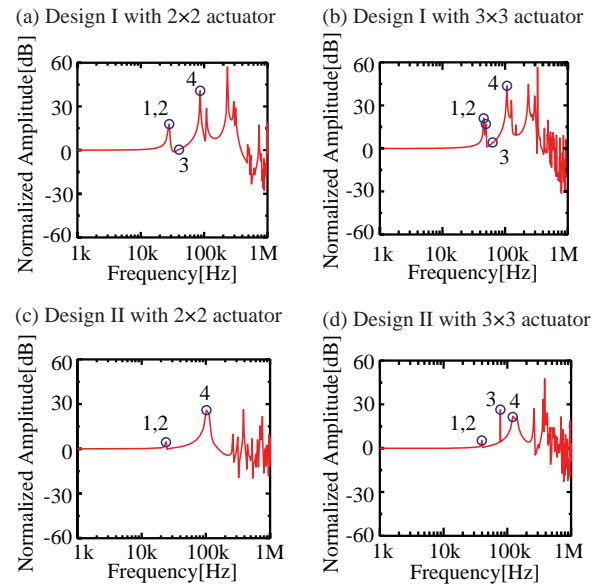 (a) Design I with 2×2 actuator
Normalized Amplitude[dB]
60
30
0
-30
-60
1,2
4
3
1k 10k 100k 1M
Frequency[Hz]
(b) Design I with 3×3 actuator
Normalized Amplitude[dB]
60
30
0
-30
-60
1,2
4
3
1k 10k 100k 1M
Frequency[Hz]
(c) Design II with 2×2 actuator
Normalized Amplitude[dB]
60
30
0
-30
-60
1,2
4
1k 10k 100k 1M
Frequency[Hz]
(d) Design II with 3×3 actuator
Normalized Amplitude[dB]
60
30
0
-30
-60
1,2
3 4
1k 10k 100k 1M
Frequency[Hz]